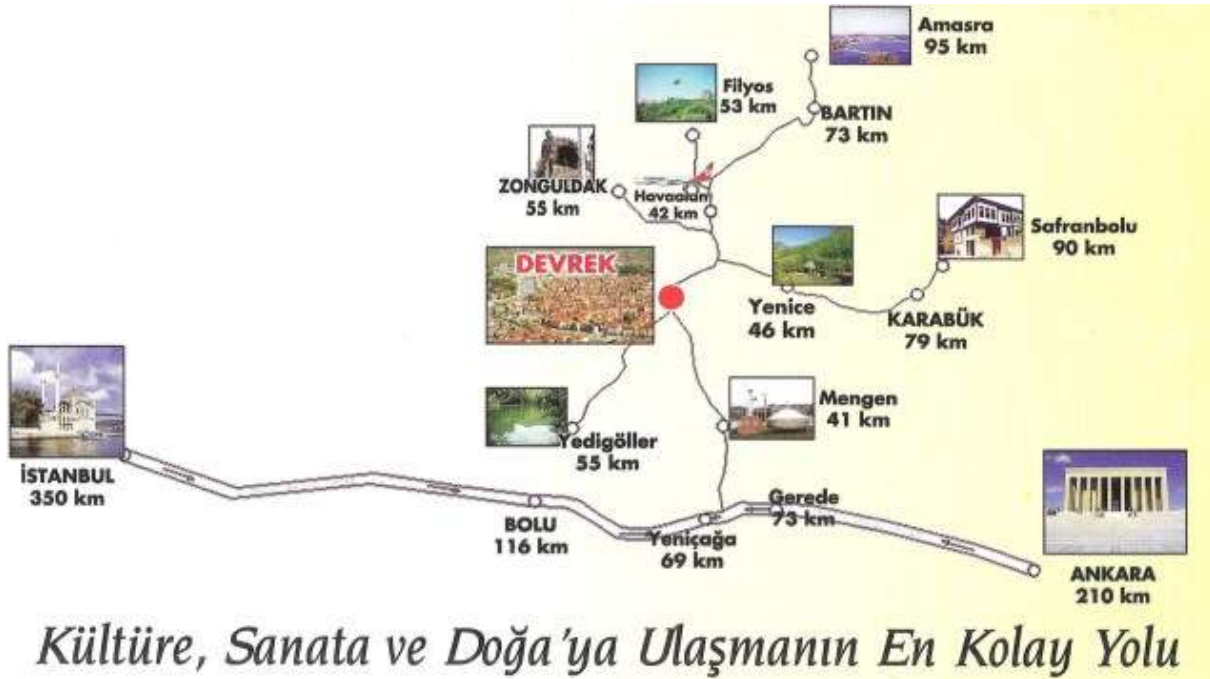 Amasra
95 km
Filyos
53 km
BARTIN
73 km
ZONGULDAK
55 km
Havaalanı
42 km
Safranbolu
90 km
DEVREK
Yenice
46 km
KARABÜK
79 km
Mengen
41 km
Yedigöller
55 km
İSTANBUL
350 km
Gerede
73 km
BOLU
116 km
Yeniçağa
69 km
ANKARA
210 km
Kültüre, Sanata ve Doğa'ya Ulaşmanın En Kolay Yolu